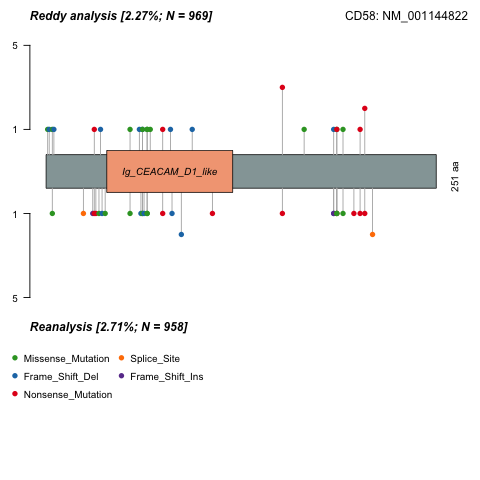 Reddy analysis [2.27%; N = 969]
CD58: NM_001144822
5
1
Ig_CEACAM_D1_like
251 aa
1
5
Reanalysis [2.71%; N = 958]
Missense_Mutation
Splice_Site
Frame_Shift_Del
Frame_Shift_Ins
Nonsense_Mutation